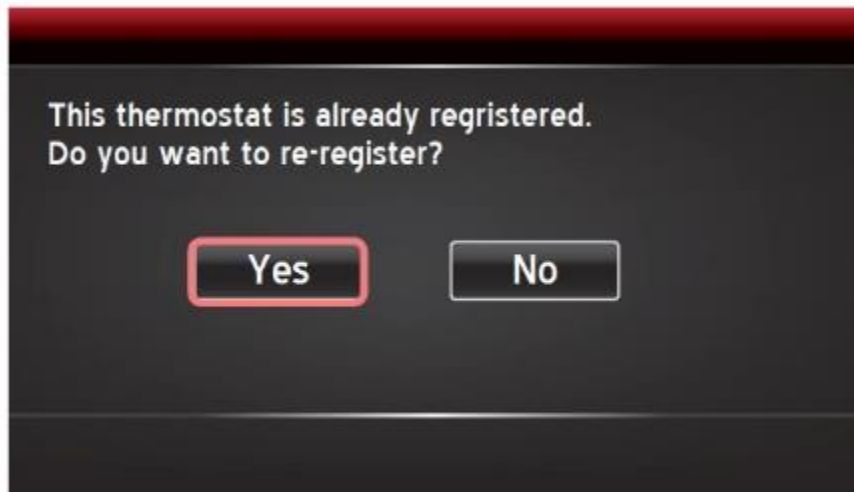 This thermostat is already regristered.
Do you want to re-register?
Yes No